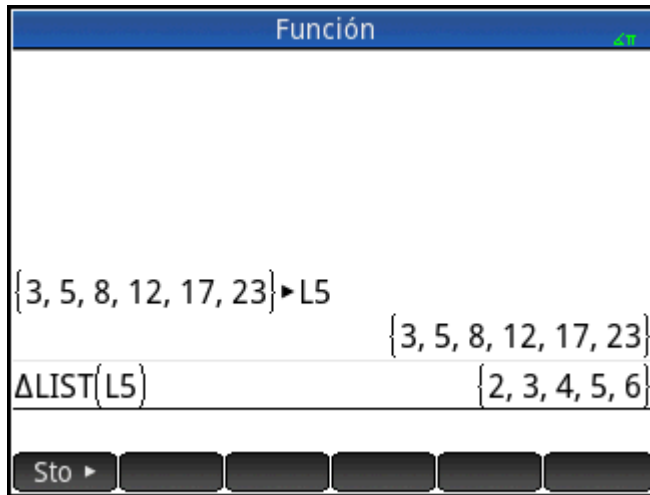 Función
∡π
{3, 5, 8, 12, 17, 23}▶L5
{3, 5, 8, 12, 17, 23}
ΔLIST(L5) {2, 3, 4, 5, 6}
Sto ▶